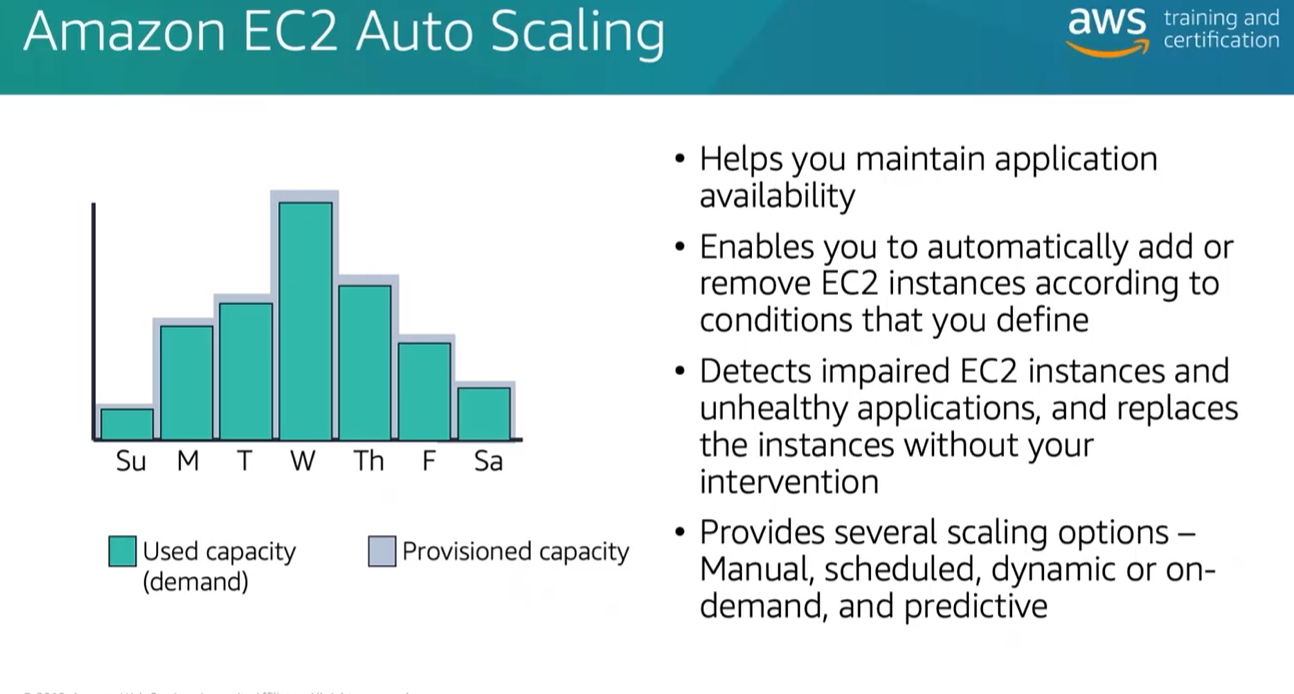 Amazon EC2 Auto Scaling
aws training and
certification
• Helps you maintain application
availability
• Enables you to automatically add or
remove EC2 instances according to
conditions that you define
• Detects impaired EC2 instances and
unhealthy applications, and replaces
the instances without your
intervention
• Provides several scaling options –
Manual, scheduled, dynamic or on-
demand, and predictive
Su M T W Th F Sa
Used capacity
(demand)
Provisioned capacity